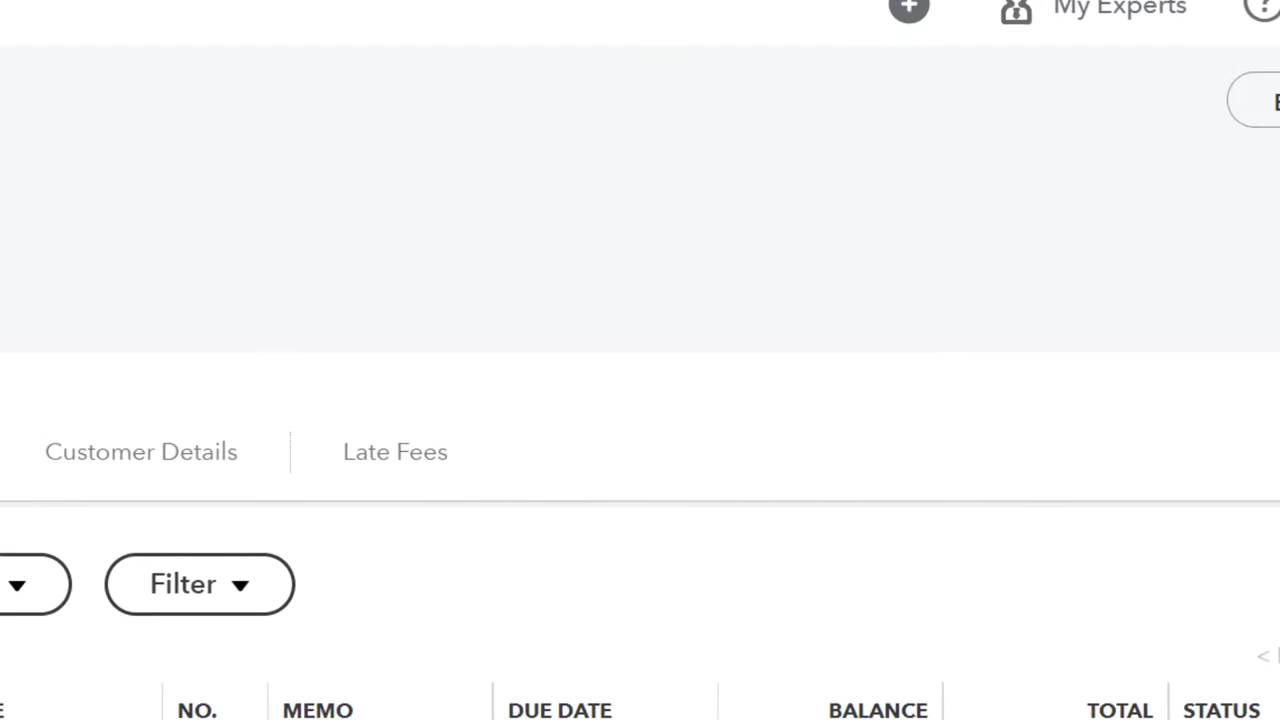 My Experts
Customer Details
Late Fees
Filter
NO. MEMO DUE DATE BALANCE TOTAL STATUS